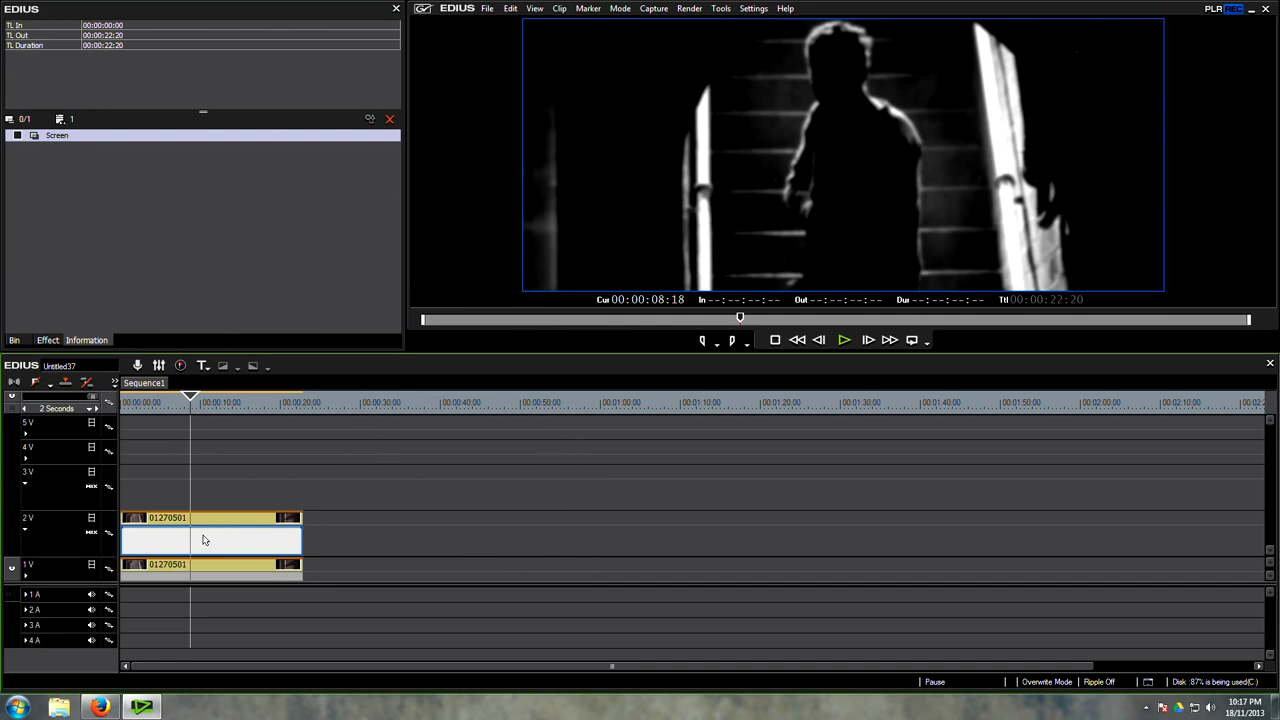 EDIUS
TL In 00:00:00:00
TL Out 00:00:22:20
TL Duration 00:00:22:20
0/1 1
Screen
Bin Effect Information
EDIUS File Edit View Clip Marker Mode Capture Render Tools Settings Help PLR REC
Cur 00:00:08:18 In --:--:--:-- Out --:--:--:-- Dur --:--:--:-- Ttl 00:00:22:20
EDIUS Untitled37
Sequence1
2 Seconds 00:00:00:00 00:00:10:00 00:00:20:00 00:00:30:00 00:00:40:00 00:00:50:00 00:01:00:00 00:01:10:00 00:01:20:00 00:01:30:00 00:01:40:00 00:01:50:00 00:02:00:00 00:02:10:00
5 V
4 V
3 V
MIX
2 V 01270501
MIX
1 V 01270501
1 A
2 A
3 A
4 A
Pause Overwrite Mode Ripple Off Disk :87% is being used(C:)
10:17 PM
18/11/2013